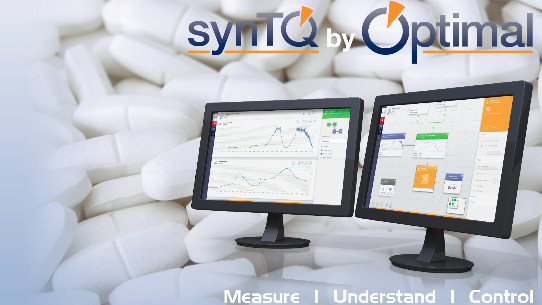 synTQ by Optimal
Measure | Understand | Control